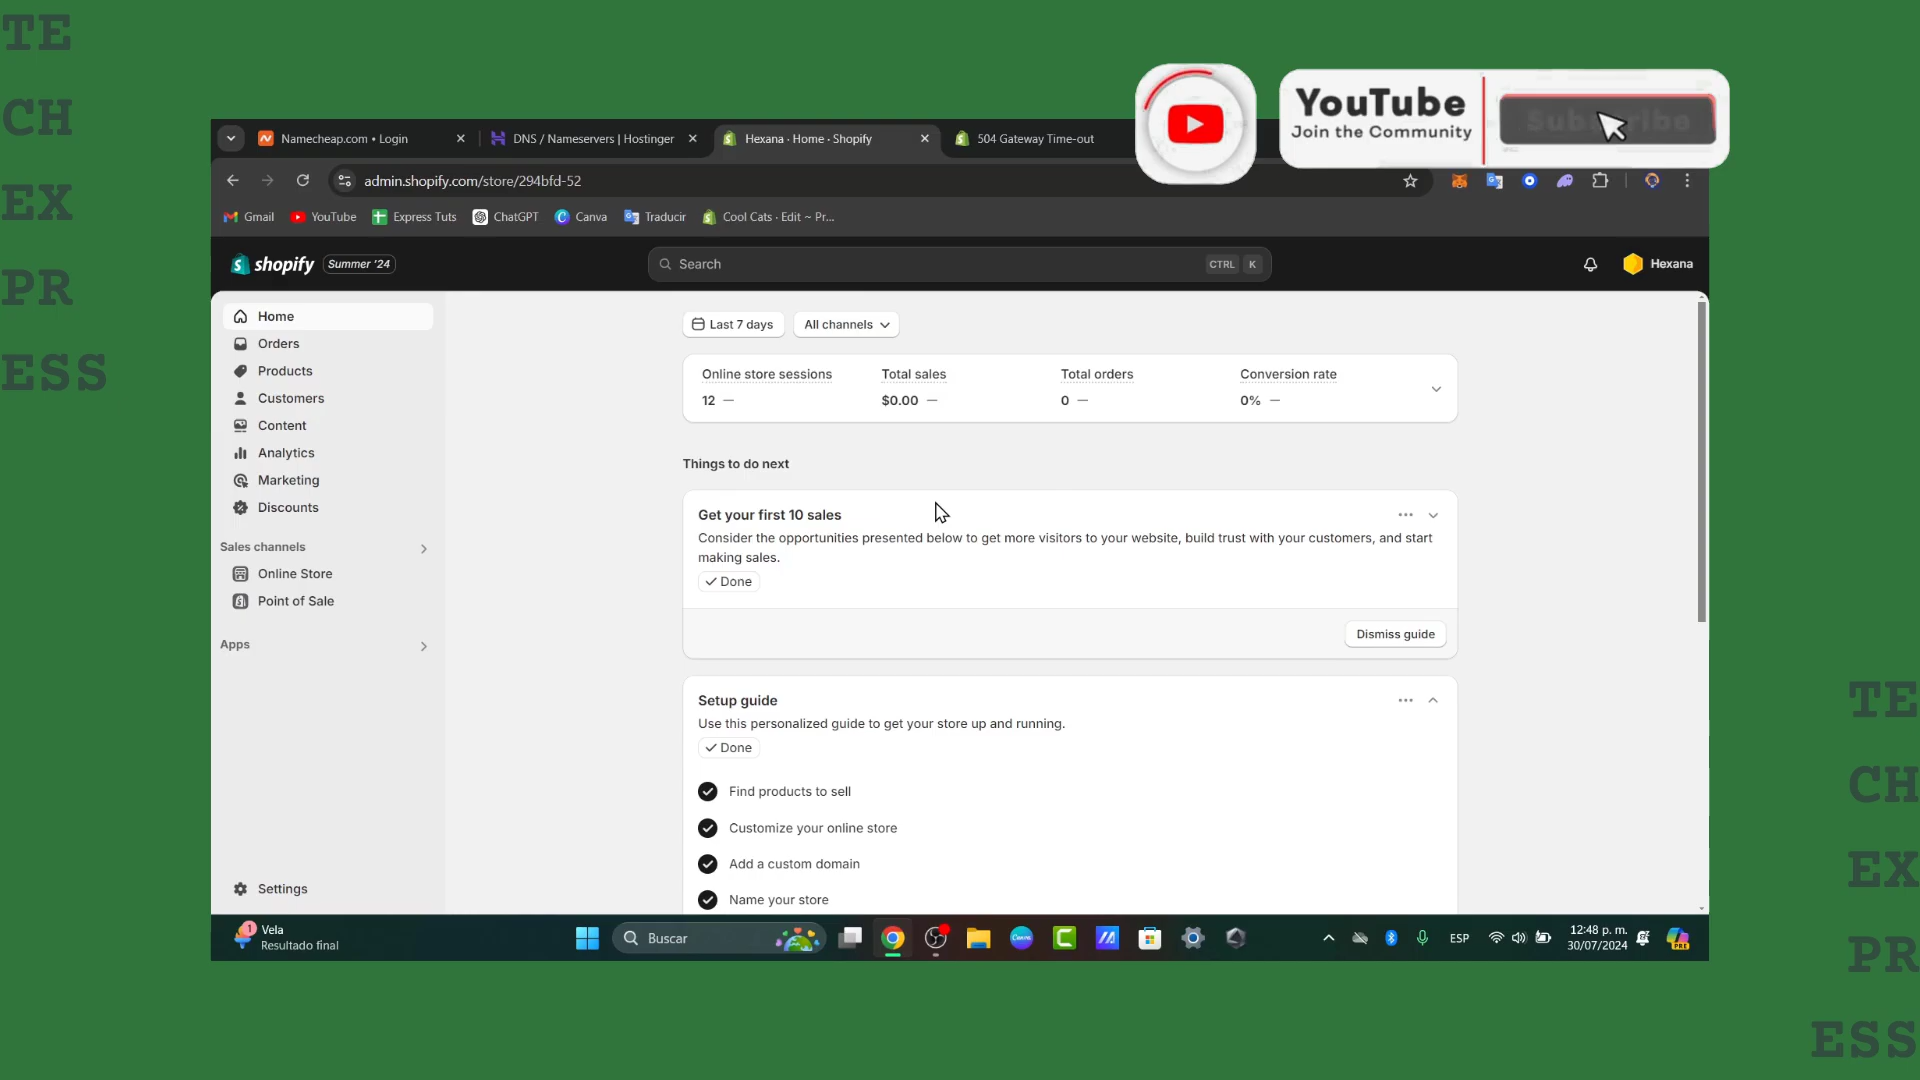 TE
CH
EX
PR
ESS
YouTube
Join the Community
Subscribe
Namecheap.com • Login
DNS / Nameservers | Hostinger
Hexana · Home · Shopify
504 Gateway Time-out
admin.shopify.com/store/294bfd-52
Gmail
YouTube
Express Tuts
ChatGPT
Canva
Traducir
Cool Cats · Edit ~ Pr...
shopify
Summer '24
Search
CTRL K
Hexana
Home
Orders
Products
Customers
Content
Analytics
Marketing
Discounts
Sales channels
Online Store
Point of Sale
Apps
Settings
Last 7 days
All channels
Online store sessions
12 —
Total sales
$0.00 —
Total orders
0 —
Conversion rate
0% —
Things to do next
Get your first 10 sales
Consider the opportunities presented below to get more visitors to your website, build trust with your customers, and start
making sales.
Done
Dismiss guide
Setup guide
Use this personalized guide to get your store up and running.
Done
Find products to sell
Customize your online store
Add a custom domain
Name your store
1
Vela
Resultado final
Buscar
ESP
12:48 p. m.
30/07/2024
PRE
TE
CH
EX
PR
ESS